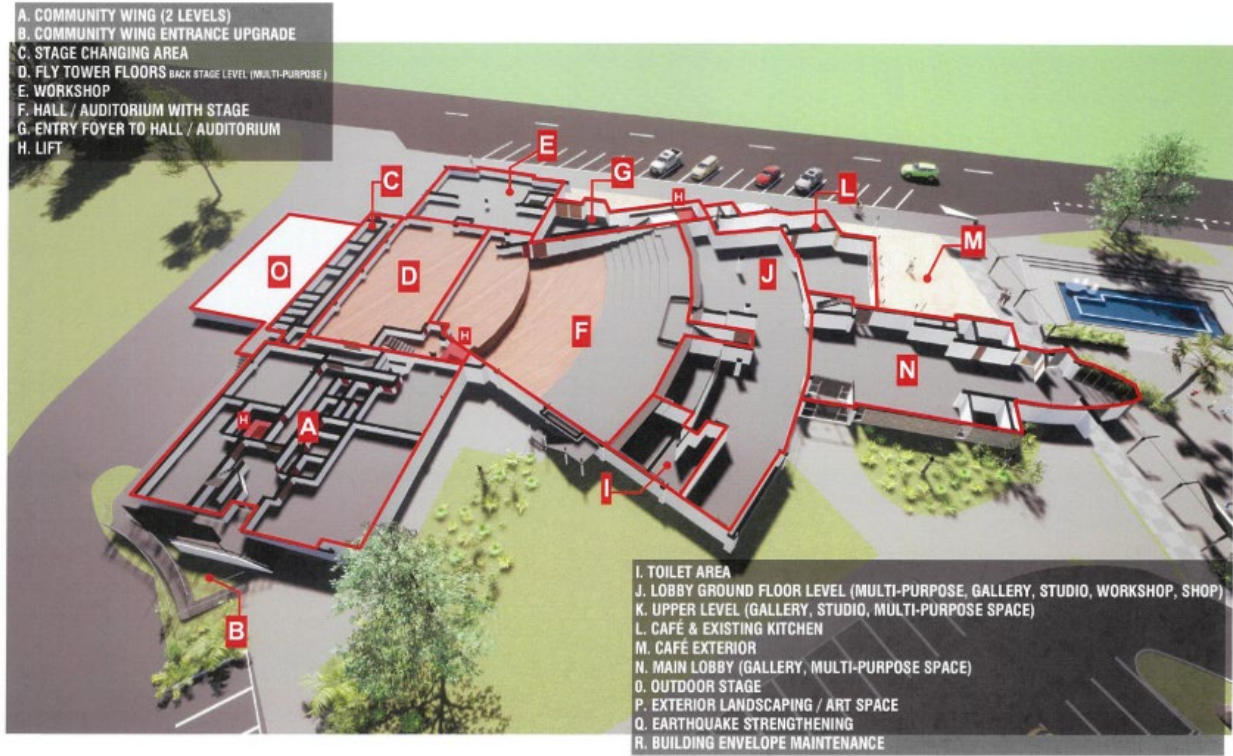 A. COMMUNITY WING (2 LEVELS)
B. COMMUNITY WING ENTRANCE UPGRADE
C. STAGE CHANGING AREA
D. FLY TOWER FLOORS BACK STAGE LEVEL (MULTI-PURPOSE)
E. WORKSHOP
F. HALL / AUDITORIUM WITH STAGE
G. ENTRY FOYER TO HALL / AUDITORIUM
H. LIFT
E
C
G
H
L
M
O
D
J
H
F
N
H
A
I
B
I. TOILET AREA
J. LOBBY GROUND FLOOR LEVEL (MULTI-PURPOSE, GALLERY, STUDIO, WORKSHOP, SHOP)
K. UPPER LEVEL (GALLERY, STUDIO, MULTI-PURPOSE SPACE)
L. CAFÉ & EXISTING KITCHEN
M. CAFÉ EXTERIOR
N. MAIN LOBBY (GALLERY, MULTI-PURPOSE SPACE)
O. OUTDOOR STAGE
P. EXTERIOR LANDSCAPING / ART SPACE
Q. EARTHQUAKE STRENGTHENING
R. BUILDING ENVELOPE MAINTENANCE